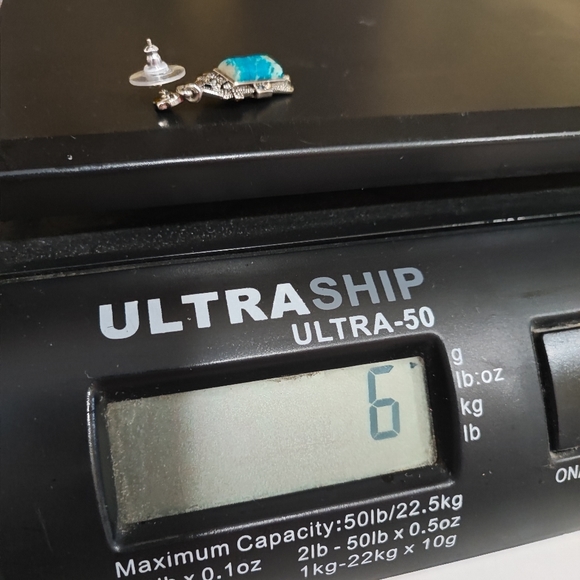 ULTRASHIP
ULTRA-50
6
g
lb:oz
kg
lb
Maximum Capacity:50lb/22.5kg
x 0.1oz 2lb - 50lb x 0.5oz
1kg-22kg x 10g